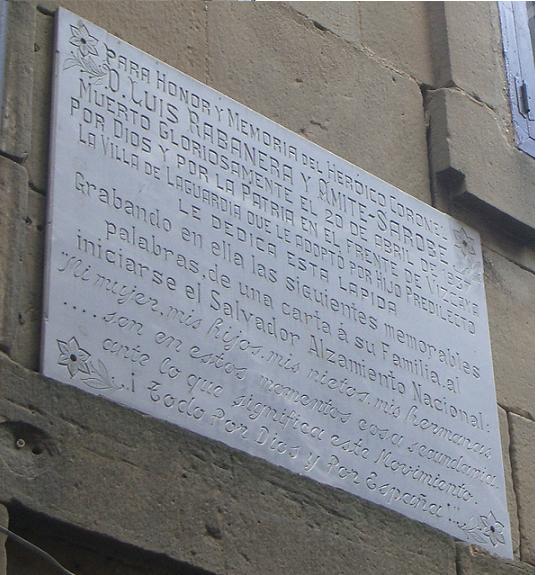 PARA HONOR Y MEMORIA DEL HERÓICO CORONEL
D. LUIS RABANERA Y AMITE-SAROBE
MUERTO GLORIOSAMENTE EL 20 DE ABRIL DE 1937
POR DIOS Y POR LA PATRIA EN EL FRENTE DE VIZCAYA
LA VILLA DE LAGUARDIA QUE LE ADOPTÓ POR HIJO PREDILECTO
LE DEDICA ESTA LAPIDA
Grabando en ella las siguientes memorables
palabras, de una carta á su Familia, al
iniciarse el Salvador Alzamiento Nacional:
"Mi mujer, mis hijos, mis nietos, mis hermanas
....son en estos momentos cosa secundaria
ante lo que significa este Movimiento.
...¡Todo Por Dios y Por España!"...